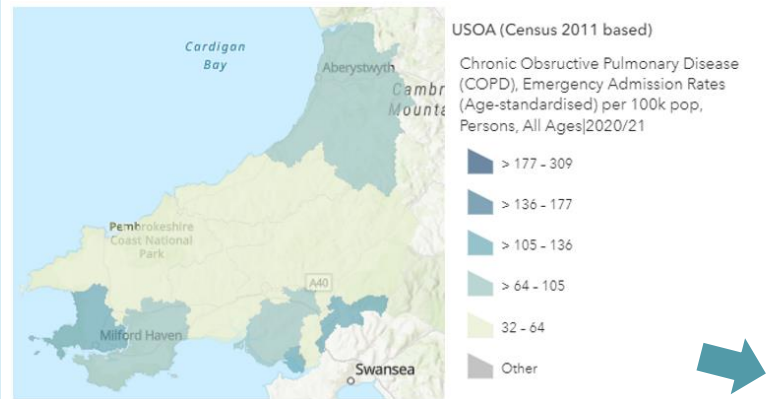 Cardigan
Bay
Aberystwyth
Cambr
Mounta
Pembrokeshire
Coast National
Park
A40
Milford Haven
Swansea
USOA (Census 2011 based)
Chronic Obsructive Pulmonary Disease
(COPD), Emergency Admission Rates
(Age-standardised) per 100k pop,
Persons, All Ages|2020/21
> 177 - 309
> 136 - 177
> 105 - 136
> 64 - 105
32 - 64
Other